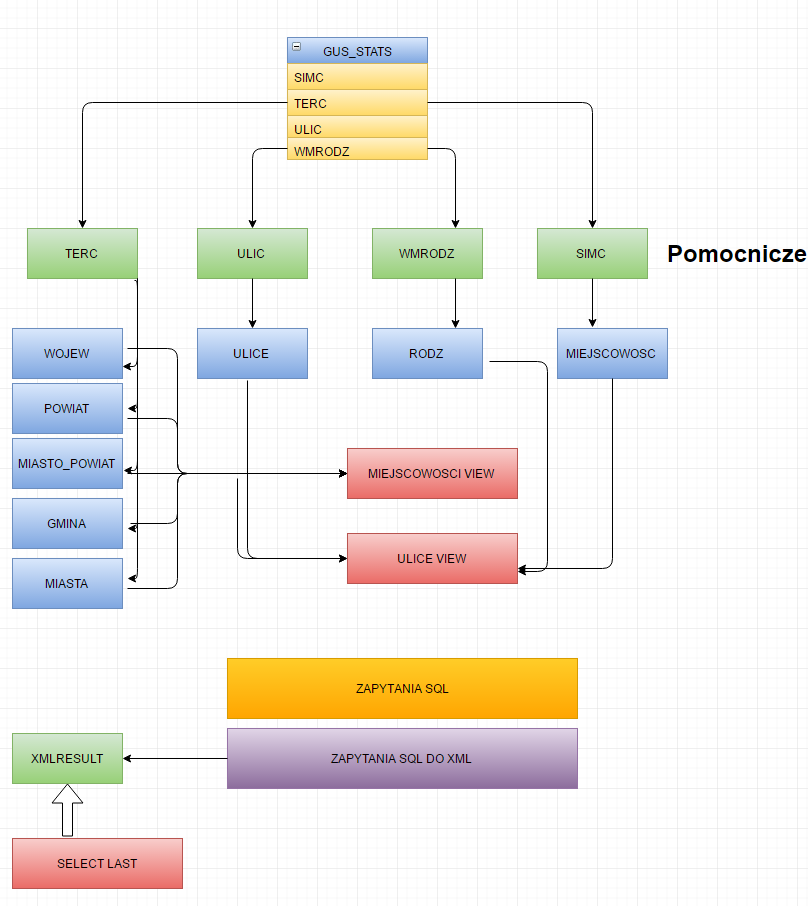 GUS_STATS
SIMC
TERC
ULIC
WMRODZ
TERC
ULIC
WMRODZ
SIMC
Pomocnicze
WOJEW
ULICE
RODZ
MIEJSCOWOSC
POWIAT
MIASTO_POWIAT
MIEJSCOWOSCI VIEW
GMINA
ULICE VIEW
MIASTA
ZAPYTANIA SQL
XMLRESULT
ZAPYTANIA SQL DO XML
SELECT LAST